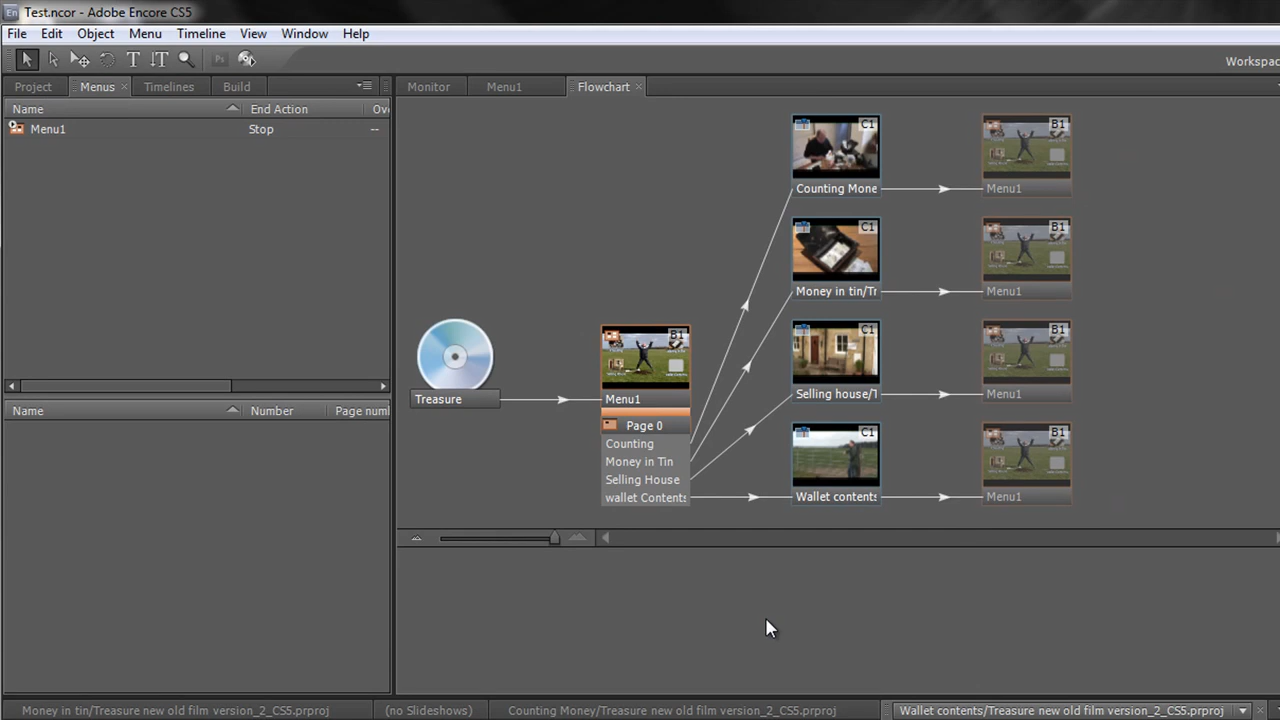 Test.ncor - Adobe Encore CS5
File Edit Object Menu Timeline View Window Help
Workspac
Project Menus Timelines Build
Monitor Menu1 Flowchart
Name End Action Ov
Menu1 Stop --
C1 B1
Counting Mone Menu1
C1 B1
Money in tin/Tr Menu1
C1 B1
Selling house/T Menu1
C1 B1
Wallet contents Menu1
B1
Treasure Menu1
Page 0
Counting
Money in Tin
Selling House
wallet Contents
Name Number Page numl
Money in tin/Treasure new old film version_2_CS5.prproj (no Slideshows) Counting Money/Treasure new old film version_2_CS5.prproj Wallet contents/Treasure new old film version_2_CS5.prproj